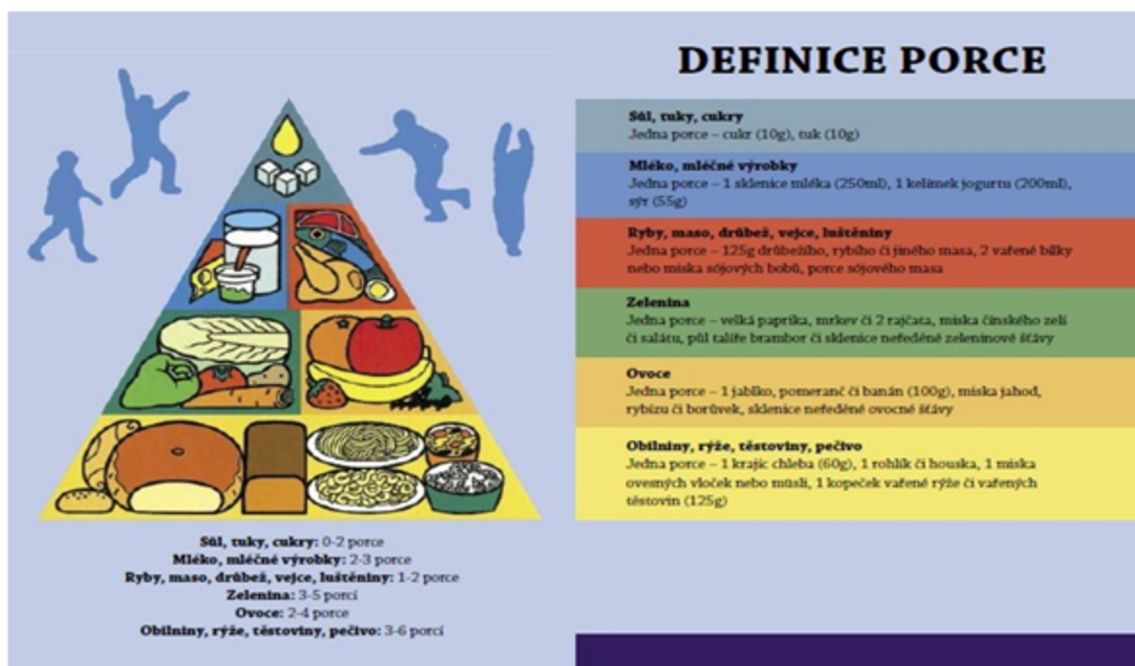 DEFINICE PORCE
Sůl, tuky, cukry
Jedna porce – cukr (10g), tuk (10g)
Mléko, mléčné výrobky
Jedna porce – 1 sklenice mléka (250ml), 1 kelímek jogurtu (200ml),
sýr (55g)
Ryby, maso, drůbež, vejce, luštěniny
Jedna porce – 125g drůbežího, rybího či jiného masa, 2 vařené bílky
nebo miska sójových bobů, porce sójového masa
Zelenina
Jedna porce – velká paprika, mrkev či 2 rajčata, miska čínského zelí
či salátu, půl talíře brambor či sklenice neředěné zeleninové šťávy
Ovoce
Jedna porce – 1 jablko, pomeranč či banán (100g), miska jahod,
rybízu či borůvek, sklenice neředěné ovocné šťávy
Obilniny, rýže, těstoviny, pečivo
Jedna porce – 1 krajíc chleba (60g), 1 rohlík či houska, 1 miska
ovesných vloček nebo müsli, 1 kopeček vařené rýže či vařených
těstovin (125g)
Sůl, tuky, cukry: 0-2 porce
Mléko, mléčné výrobky: 2-3 porce
Ryby, maso, drůbež, vejce, luštěniny: 1-2 porce
Zelenina: 3-5 porcí
Ovoce: 2-4 porce
Obilniny, rýže, těstoviny, pečivo: 3-6 porcí